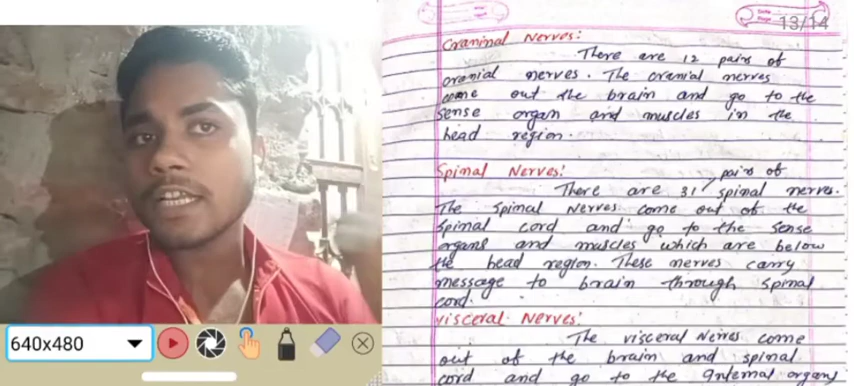 640x480
13/14
Craninal Nerves:
There are 12 pairs of
cranial nerves. The cranial nerves
come out the brain and go to the
sense organ and muscles in the
head region.
Spinal Nerves:
There are 31 pairs of spinal nerves.
The Spinal Nerves come out of the
spinal cord and go to the sense
organs and muscles which are below
the head region. These nerves carry
message to brain through spinal
cord.
Visceral Nerves:
The visceral Nerves come
out of the brain and spinal
cord and go to the internal organs